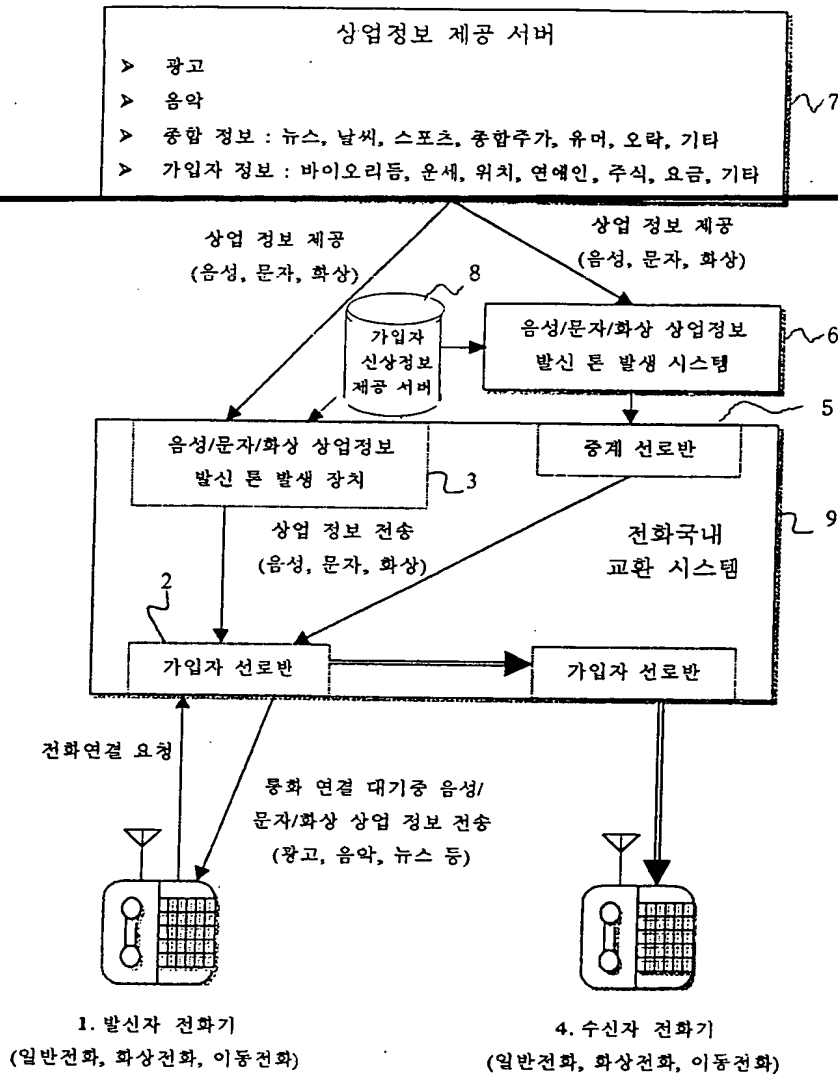 상업정보 제공 서버
➤ 광고
➤ 음악
➤ 종합 정보 : 뉴스, 날씨, 스포츠, 종합주가, 유머, 오락, 기타
➤ 가입자 정보 : 바이오리듬, 운세, 위치, 연예인, 주식, 요금, 기타
7
상업 정보 제공
(음성, 문자, 화상)
상업 정보 제공
(음성, 문자, 화상)
8
가입자
신상정보
제공 서버
음성/문자/화상 상업정보
발신 톤 발생 시스템
6
5
음성/문자/화상 상업정보
발신 톤 발생 장치
3
중계 선로반
상업 정보 전송
(음성, 문자, 화상)
전화국내
교환 시스템
9
2
가입자 선로반
가입자 선로반
전화연결 요청
통화 연결 대기중 음성/
문자/화상 상업 정보 전송
(광고, 음악, 뉴스 등)
1. 발신자 전화기
(일반전화, 화상전화, 이동전화)
4. 수신자 전화기
(일반전화, 화상전화, 이동전화)